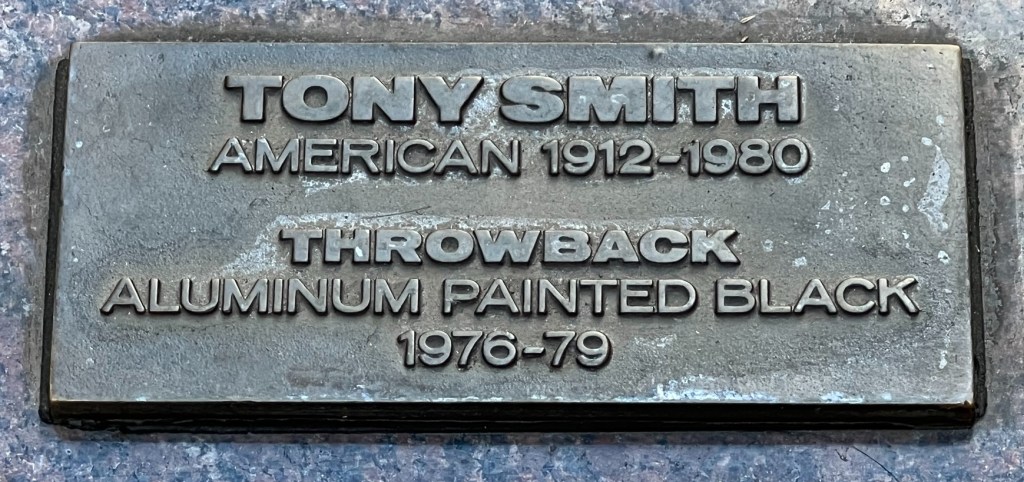 TONY SMITH
AMERICAN 1912-1980
THROWBACK
ALUMINUM PAINTED BLACK
1976-79